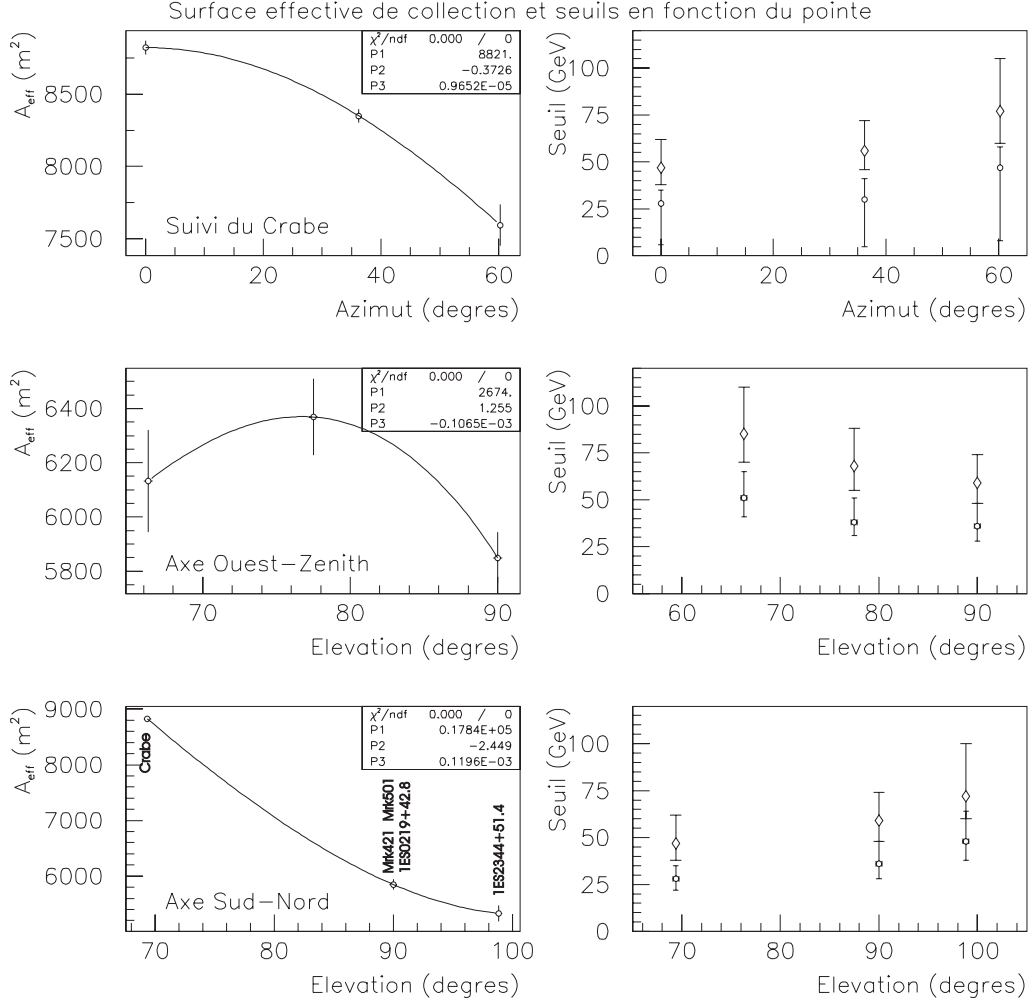 Surface effective de collection et seuils en fonction du pointe
A_eff (m²)
8500
8000
7500
χ²/ndf 0.000 / 0
P1 8821.
P2 −0.3726
P3 0.9652E−05
Suivi du Crabe
0 20 40 60
Azimut (degres)
Seuil (GeV)
100
75
50
25
0
0 20 40 60
Azimut (degres)
A_eff (m²)
6400
6200
6000
5800
χ²/ndf 0.000 / 0
P1 2674.
P2 1.255
P3 −0.1065E−03
Axe Ouest−Zenith
70 80 90
Elevation (degres)
Seuil (GeV)
100
75
50
25
0
60 70 80 90
Elevation (degres)
A_eff (m²)
9000
8000
7000
6000
χ²/ndf 0.000 / 0
P1 0.1784E+05
P2 −2.449
P3 0.1196E−03
Crabe
Mrk421 Mrk501
1ES0219+42.8
1ES2344+51.4
Axe Sud−Nord
70 80 90 100
Elevation (degres)
Seuil (GeV)
100
75
50
25
0
70 80 90 100
Elevation (degres)